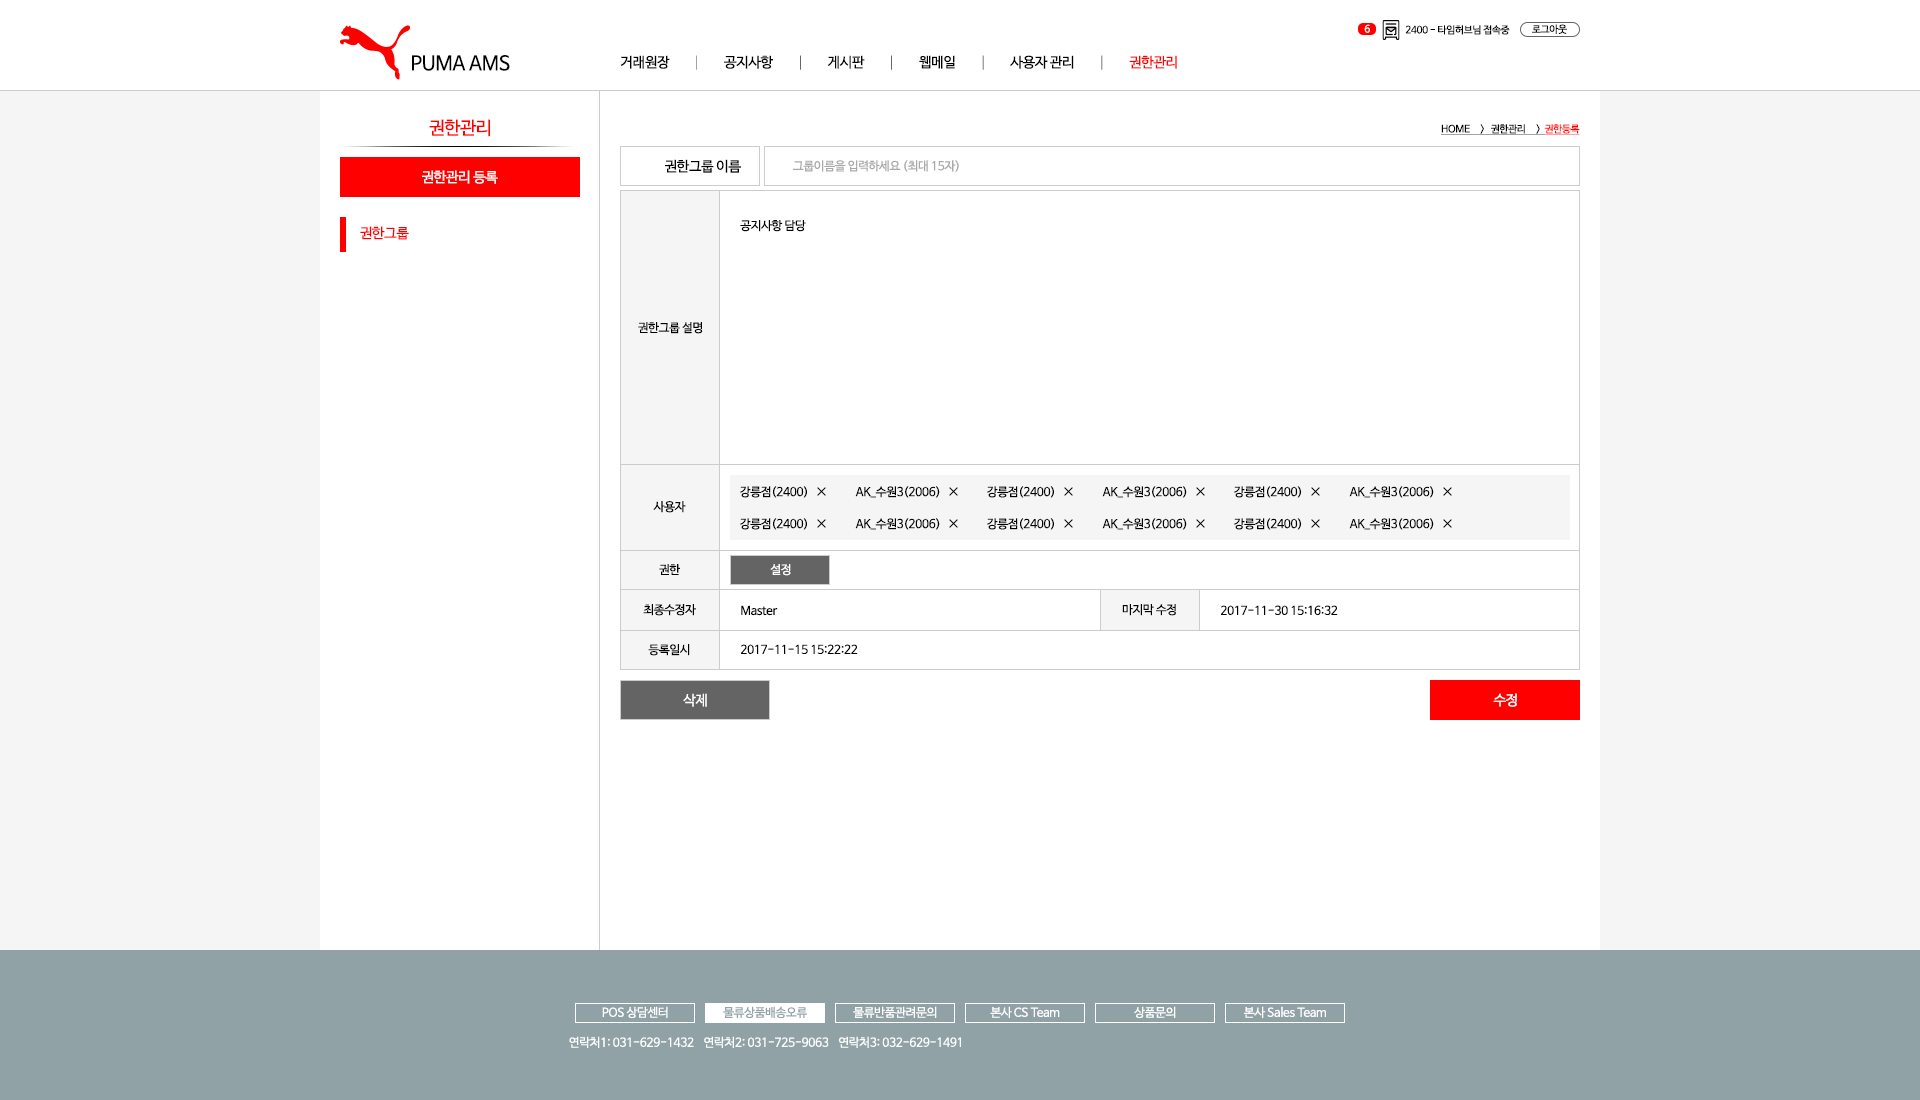 6 2400 - 타임허브님 접속중 로그아웃
PUMA AMS
거래원장 | 공지사항 | 게시판 | 웹메일 | 사용자 관리 | 권한관리
권한관리
권한관리 등록
권한그룹
HOME 〉 권한관리 〉 권한등록
권한그룹 이름 그룹이름을 입력하세요 (최대 15자)
공지사항 담당
권한그룹 설명
사용자
강릉점(2400) × AK_수원3(2006) × 강릉점(2400) × AK_수원3(2006) × 강릉점(2400) × AK_수원3(2006) ×
강릉점(2400) × AK_수원3(2006) × 강릉점(2400) × AK_수원3(2006) × 강릉점(2400) × AK_수원3(2006) ×
권한 설정
최종수정자 Master 마지막 수정 2017-11-30 15:16:32
등록일시 2017-11-15 15:22:22
삭제 수정
POS 상담센터 물류상품배송오류 물류반품관려문의 본사 CS Team 상품문의 본사 Sales Team
연락처1: 031-629-1432 연락처2: 031-725-9063 연락처3: 032-629-1491